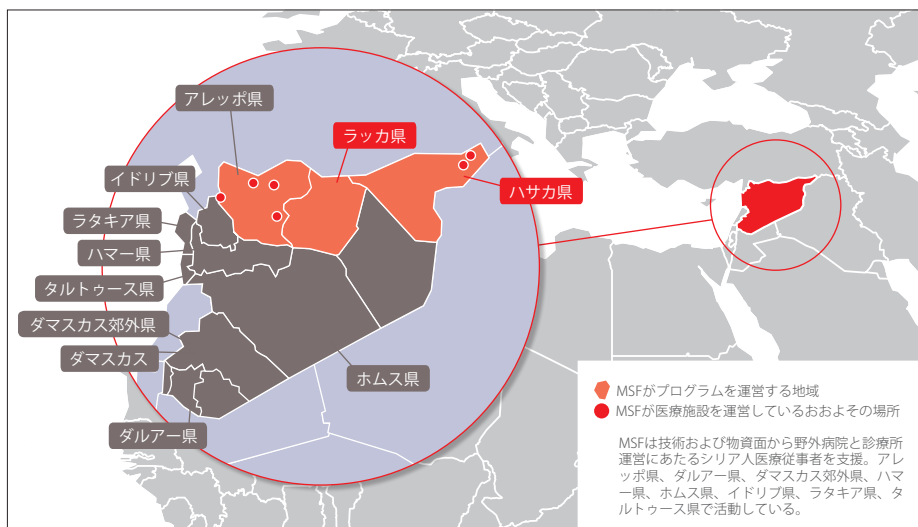 アレッポ県
ラッカ県
イドリブ県
ハサカ県
ラタキア県
ハマー県
タルトゥース県
ダマスカス郊外県
ダマスカス
ホムス県
ダルアー県
MSFがプログラムを運営する地域
MSFが医療施設を運営しているおおよその場所
MSFは技術および物資面から野外病院と診療所
運営にあたるシリア人医療従事者を支援。アレ
ッポ県、ダルアー県、ダマスカス郊外県、ハマ
ー県、ホムス県、イドリブ県、ラタキア県、タ
ルトゥース県で活動している。